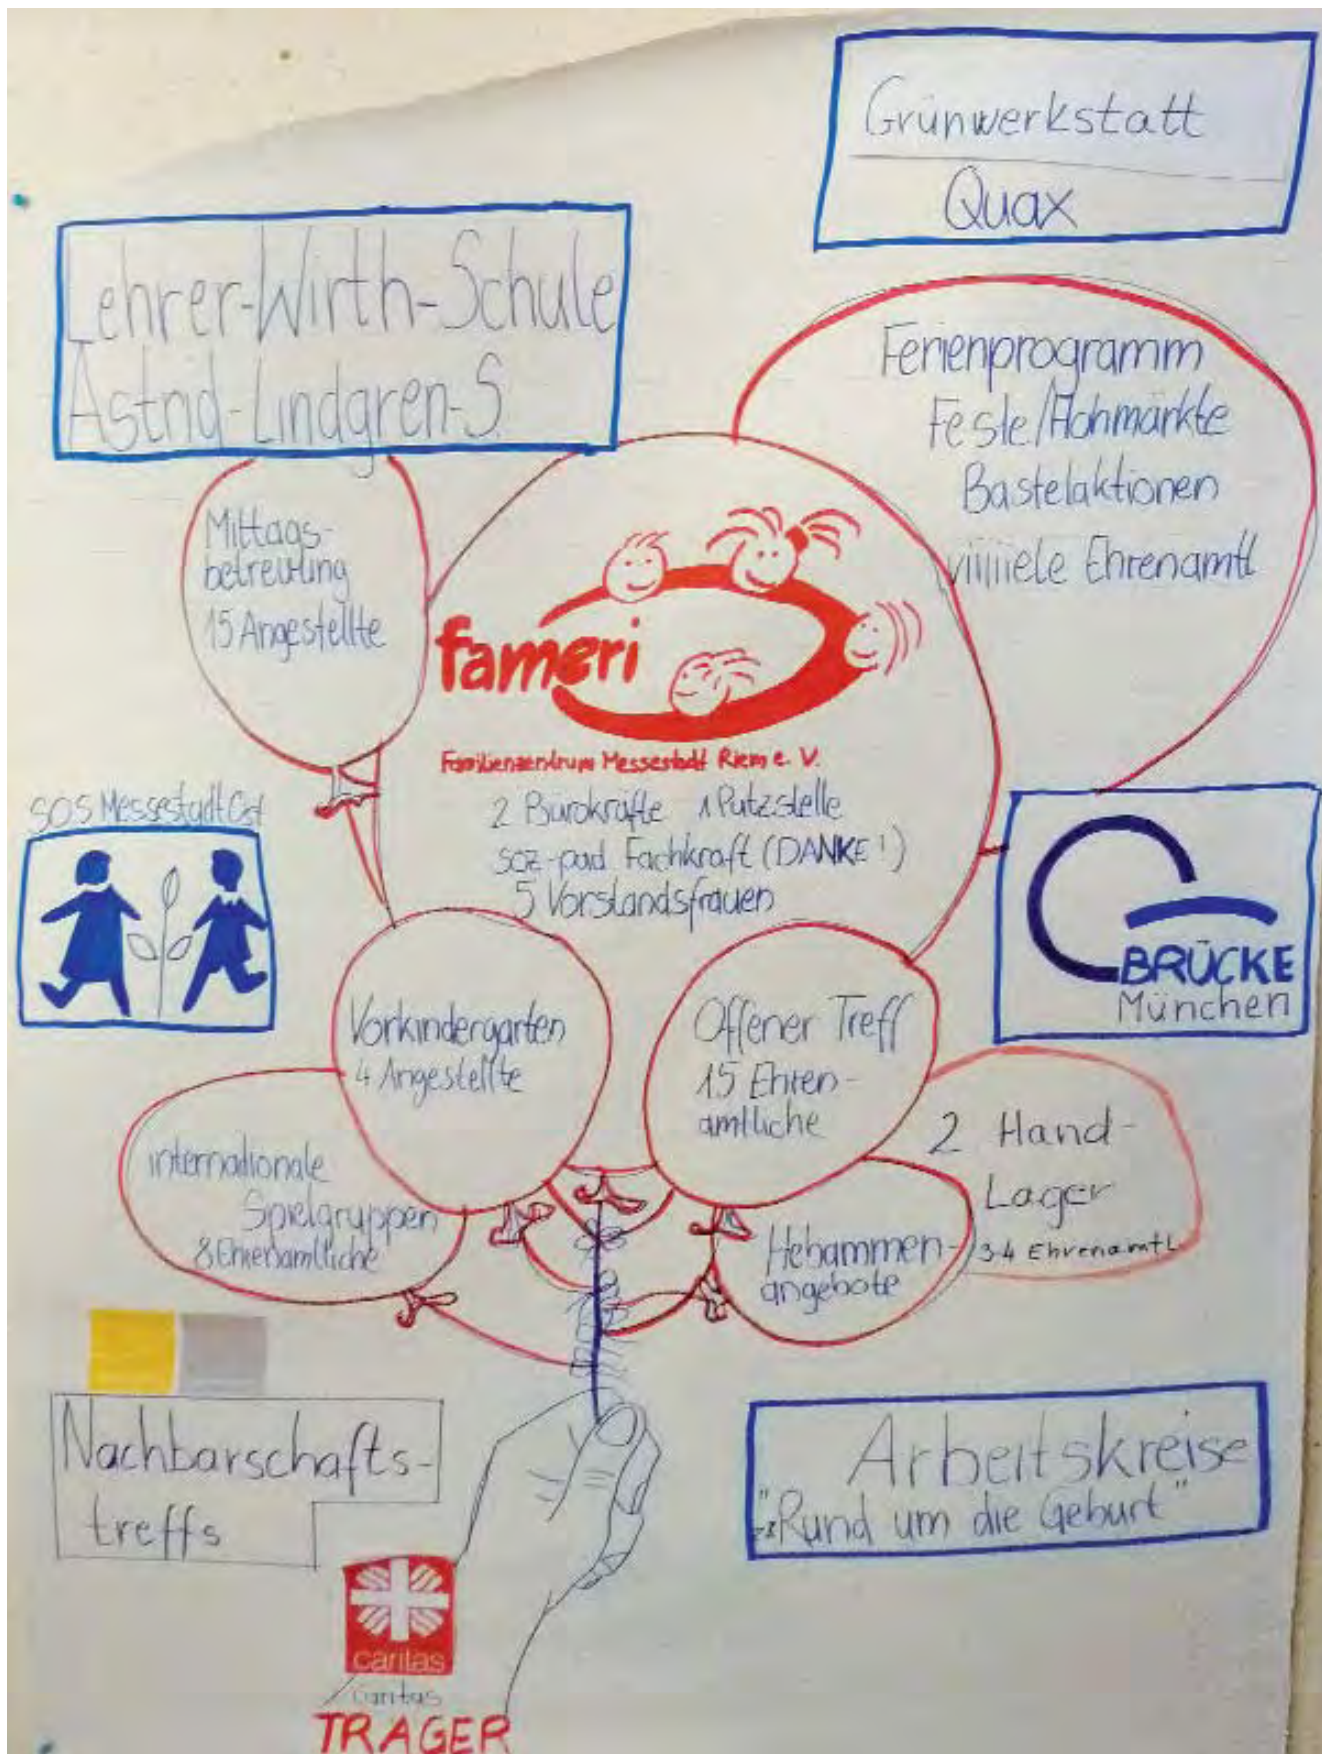 Grünwerkstatt
Quax
Lehrer-Wirth-Schule
Astrid-Lindgren-S.
Ferienprogramm
Feste/Flohmärkte
Bastelaktionen
viiiiiele Ehrenamtl
Mittags-
betreuung
15 Angestellte
fameri
Familienzentrum Messestadt Riem e. V.
2 Bürokräfte 1 Putzstelle
soz-päd Fachkraft (DANKE!)
5 Vorstandsfrauen
SOS Messestadt Ost
BRÜCKE
München
Vorkindergarten
4 Angestellte
Offener Treff
15 Ehren-
amtliche
internationale
Spielgruppen
8 Ehrenamtliche
2 Hand-
Lager
3-4 Ehrenamtl.
Hebammen-
angebote
Nachbarschafts-
treffs
Arbeitskreise
"Rund um die Geburt"
caritas
caritas
TRÄGER